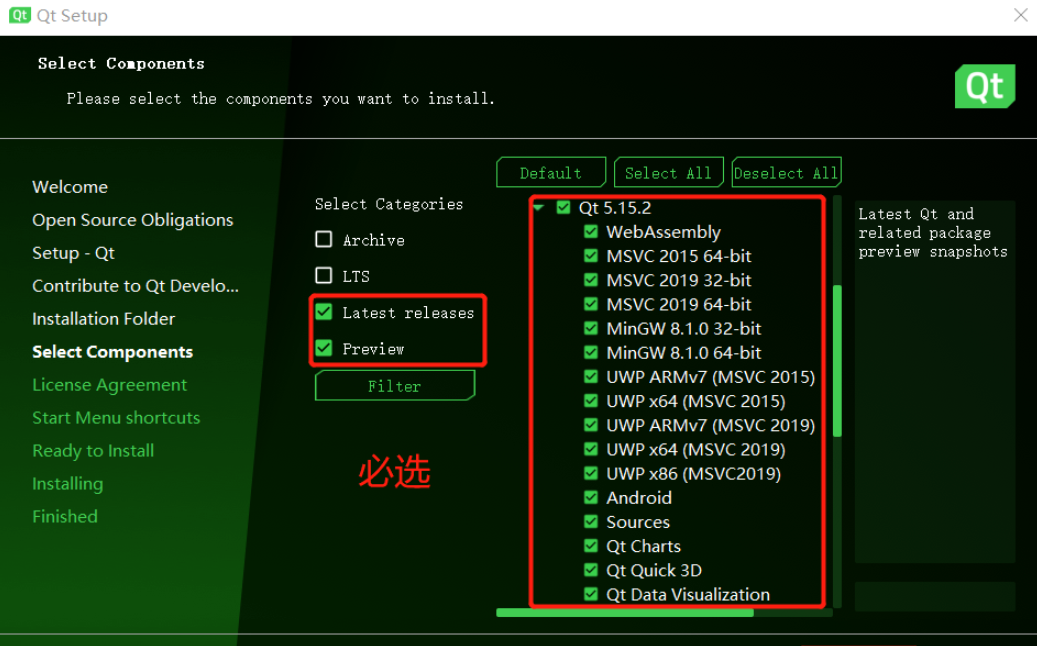 Qt Qt Setup
Select Components
Please select the components you want to install.
Qt
Welcome
Open Source Obligations
Setup - Qt
Contribute to Qt Develo...
Installation Folder
Select Components
License Agreement
Start Menu shortcuts
Ready to Install
Installing
Finished
Select Categories
Archive
LTS
Latest releases
Preview
Filter
必选
Default
Select All
Deselect All
Qt 5.15.2
WebAssembly
MSVC 2015 64-bit
MSVC 2019 32-bit
MSVC 2019 64-bit
MinGW 8.1.0 32-bit
MinGW 8.1.0 64-bit
UWP ARMv7 (MSVC 2015)
UWP x64 (MSVC 2015)
UWP ARMv7 (MSVC 2019)
UWP x64 (MSVC 2019)
UWP x86 (MSVC2019)
Android
Sources
Qt Charts
Qt Quick 3D
Qt Data Visualization
Latest Qt and
related package
preview snapshots